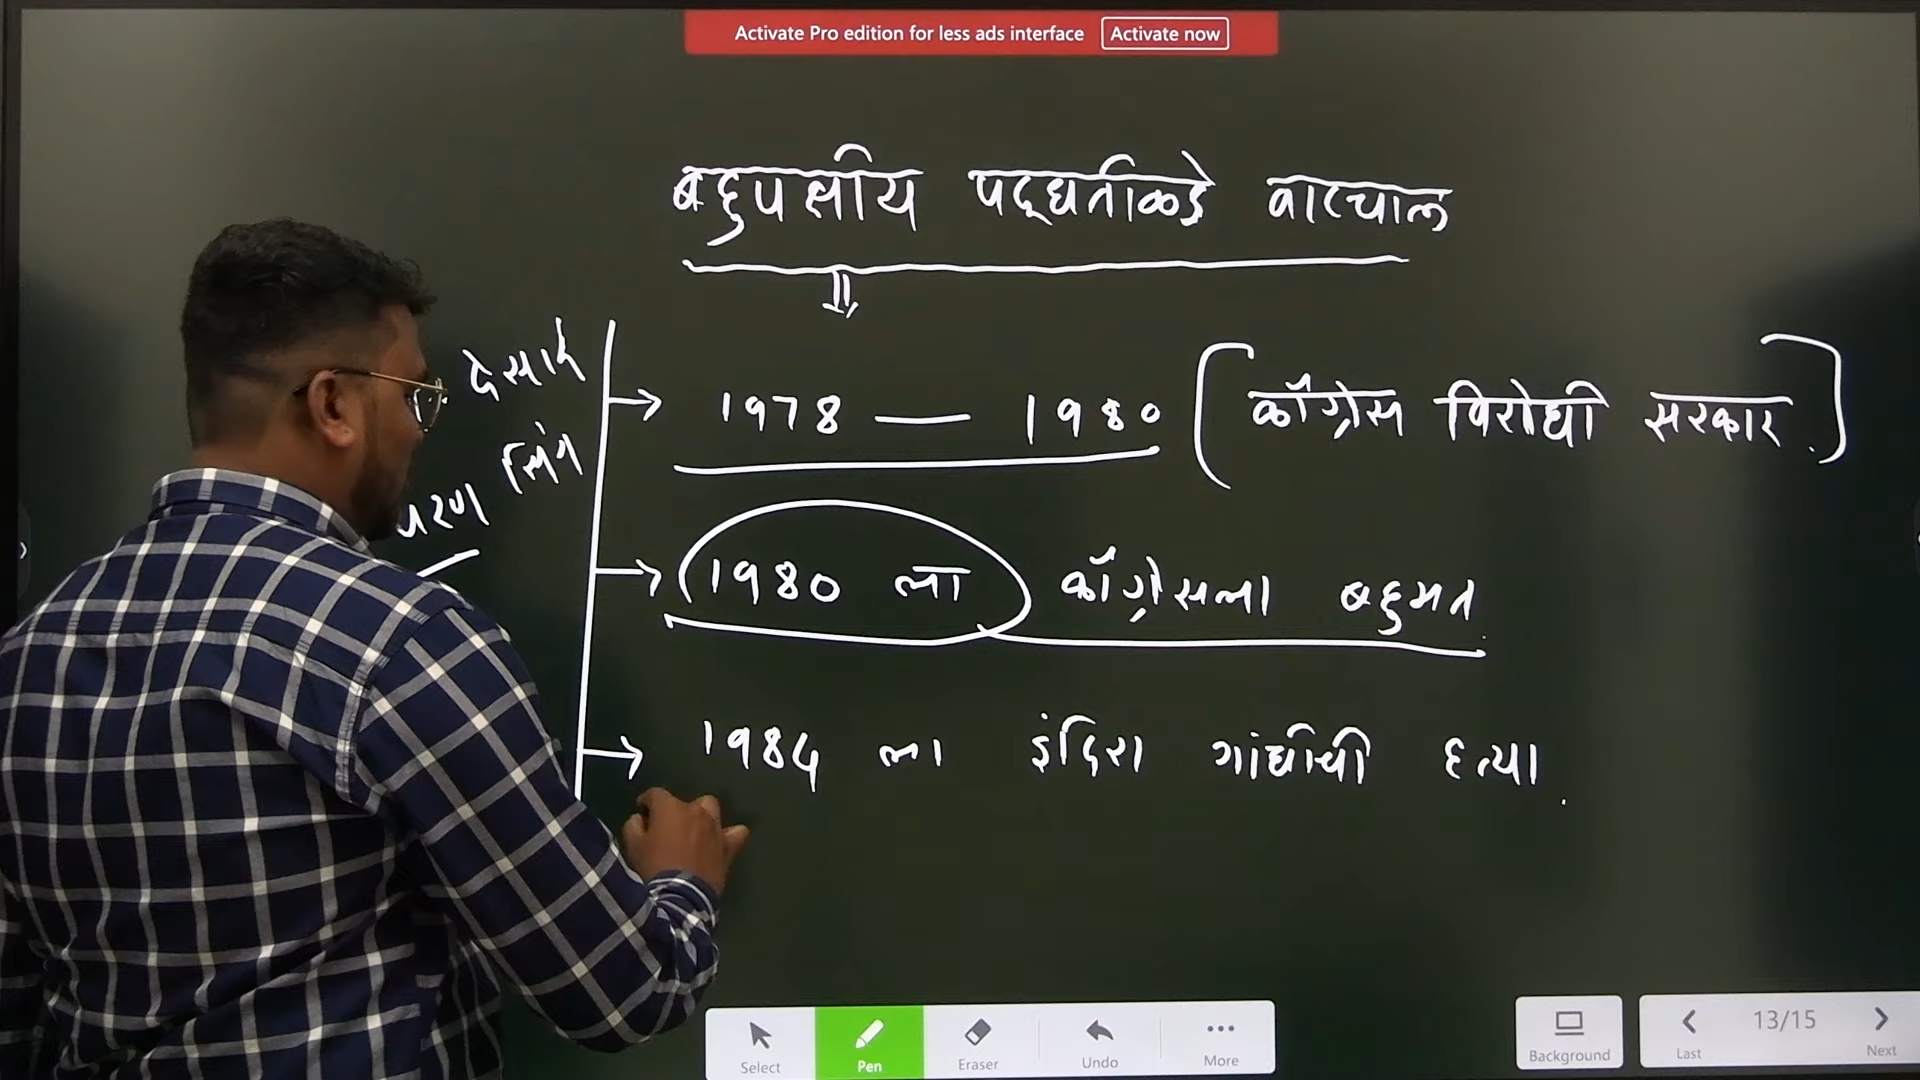 Activate Pro edition for less ads interface Activate now
बहुपक्षीय पद्धतीकडे वाटचाल
देसाई
चरण सिंग
1978 — 1980 [काँग्रेस विरोधी सरकार.]
1980 ला काँग्रेसला बहुमत.
1984 ला इंदिरा गांधीची हत्या.
Select Pen Eraser Undo More
Background
Last 13/15 Next